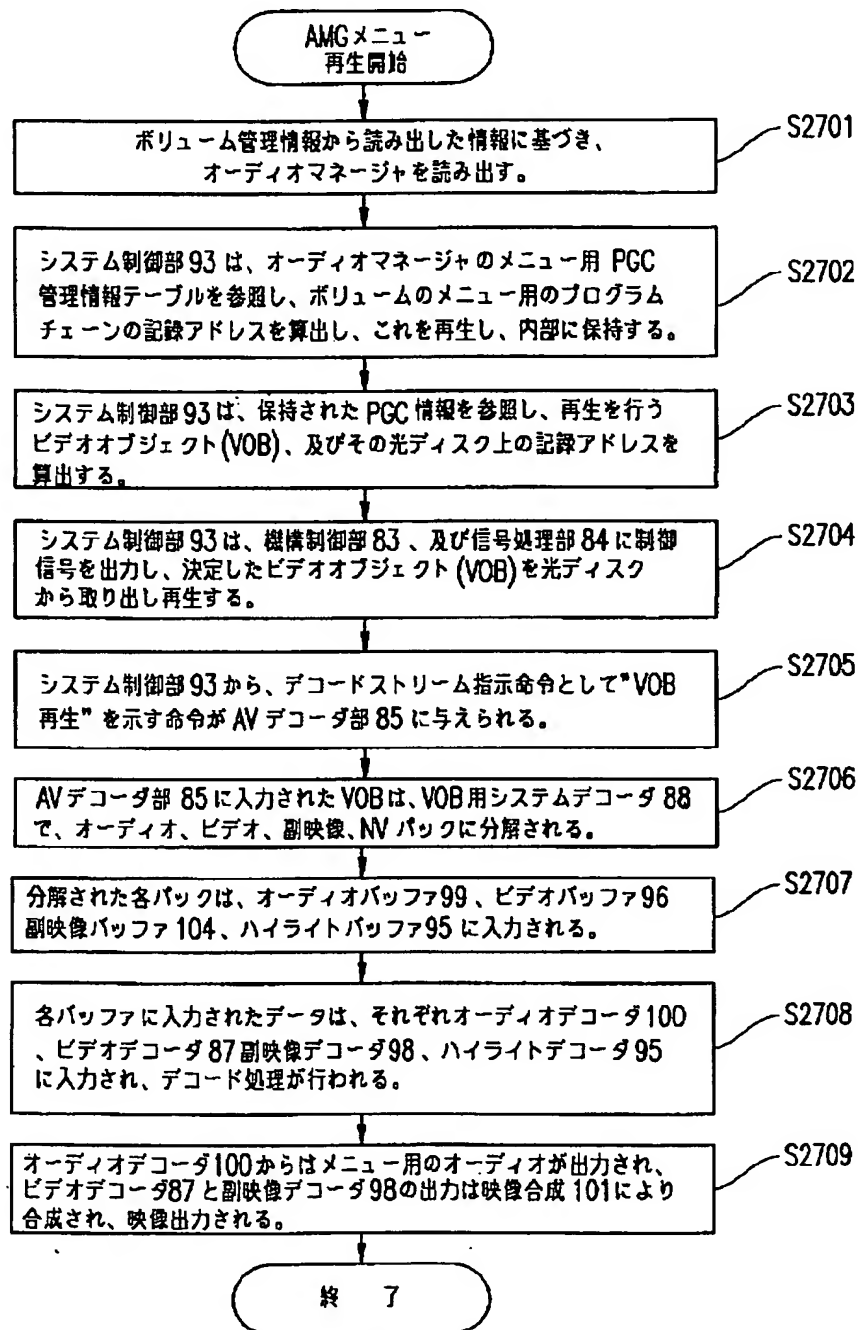 AMGメニュー
再生開始
ボリューム管理情報から読み出した情報に基づき、
オーディオマネージャを読み出す。
S2701
システム制御部93は、オーディオマネージャのメニュー用 PGC
管理情報テーブルを参照し、ボリュームのメニュー用のプログラム
チェーンの記録アドレスを算出し、これを再生し、内部に保持する。
S2702
システム制御部93は、保持されたPGC情報を参照し、再生を行う
ビデオオブジェクト(VOB)、及びその光ディスク上の記録アドレスを
算出する。
S2703
システム制御部93は、機構制御部83、及び信号処理部84に制御
信号を出力し、決定したビデオオブジェクト(VOB)を光ディスク
から取り出し再生する。
S2704
システム制御部93から、デコードストリーム指示命令として"VOB
再生"を示す命令がAVデコーダ部85に与えられる。
S2705
AVデコーダ部85に入力されたVOBは、VOB用システムデコーダ88
で、オーディオ、ビデオ、副映像、NVパックに分解される。
S2706
分解された各パックは、オーディオバッファ99、ビデオバッファ96
副映像バッファ104、ハイライトバッファ95に入力される。
S2707
各バッファに入力されたデータは、それぞれオーディオデコーダ100
、ビデオデコーダ87副映像デコーダ98、ハイライトデコーダ95
に入力され、デコード処理が行われる。
S2708
オーディオデコーダ100からはメニュー用のオーディオが出力され、
ビデオデコーダ87と副映像デコーダ98の出力は映像合成101により
合成され、映像出力される。
S2709
終 了